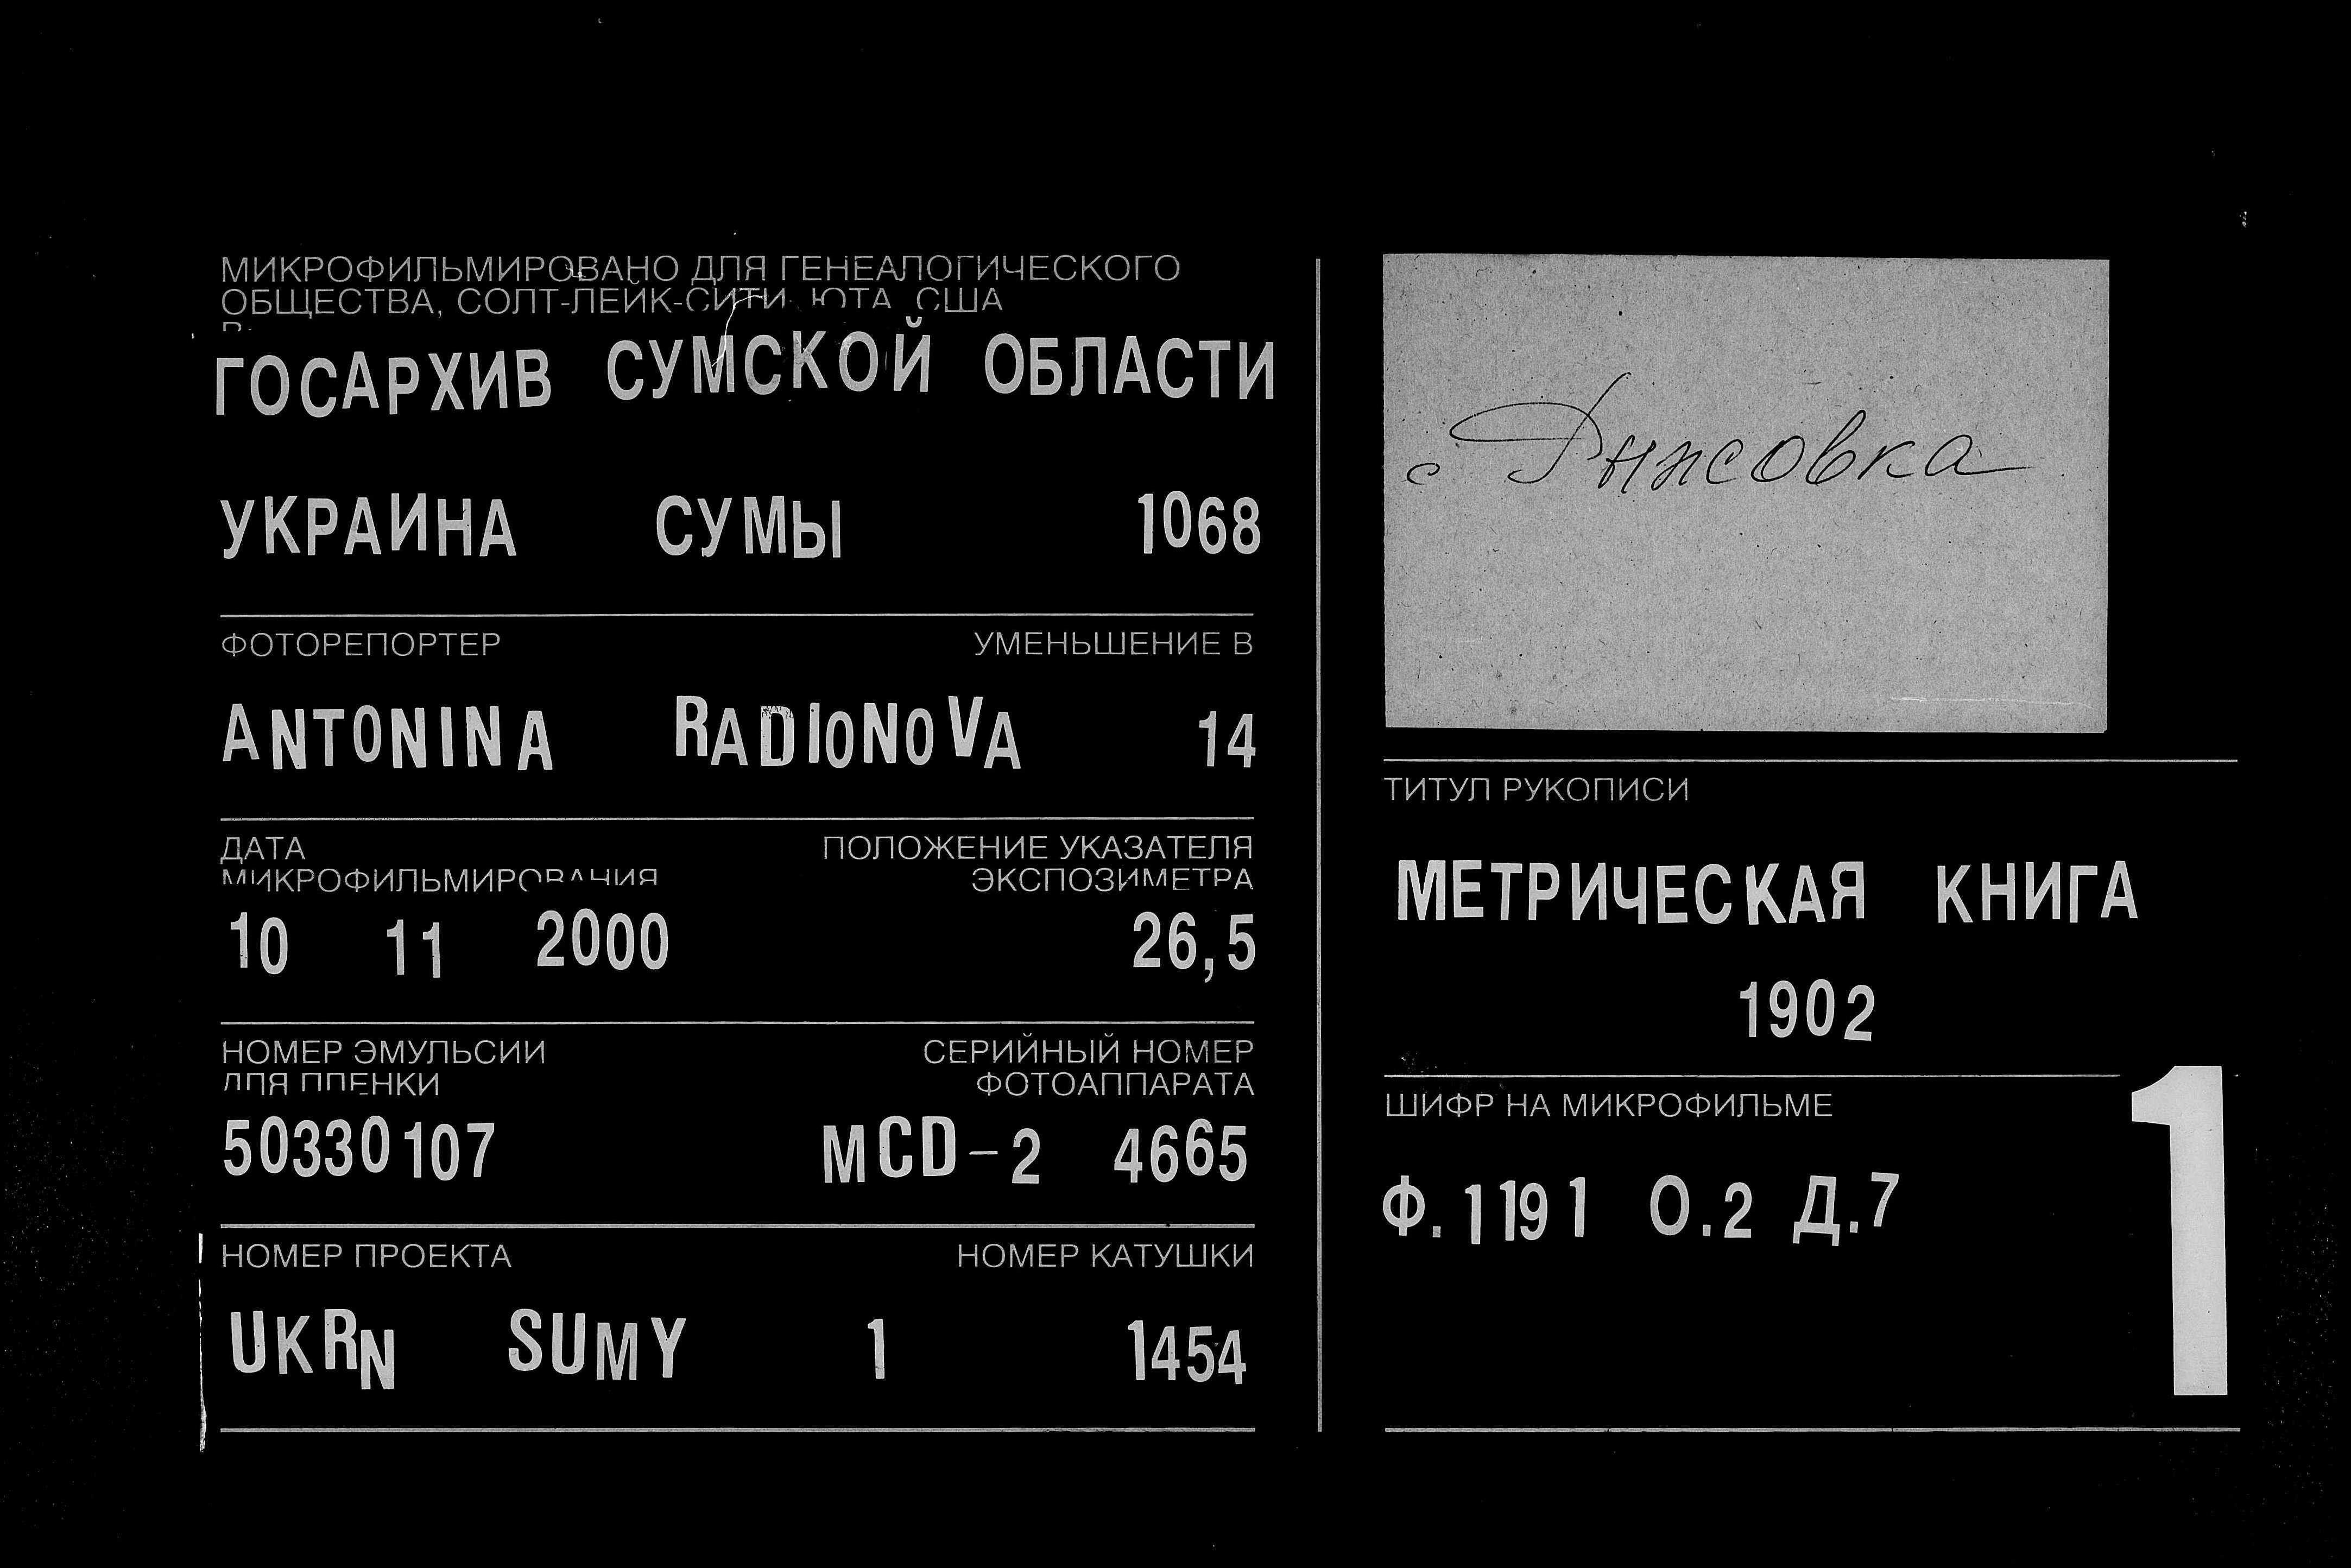 МИКРОФИЛЬМИРОВАНО ДЛЯ ГЕНЕАЛОГИЧЕСКОГО
ОБЩЕСТВА, СОЛТ-ЛЕЙК-СИТИ, ЮТА, США
В
ГОСАРХИВ СУМСКОЙ ОБЛАСТИ
УКРАИНА СУМЫ 1068
ФОТОРЕПОРТЕР УМЕНЬШЕНИЕ В
ANTONINA RADIONOVA 14
ДАТА МИКРОФИЛЬМИРОВАНИЯ
ПОЛОЖЕНИЕ УКАЗАТЕЛЯ
ЭКСПОЗИМЕТРА
10 11 2000 26,5
НОМЕР ЭМУЛЬСИИ
ДЛЯ ПЛЕНКИ
СЕРИЙНЫЙ НОМЕР
ФОТОАППАРАТА
50330107 MCD-2 4665
НОМЕР ПРОЕКТА НОМЕР КАТУШКИ
UKRN SUMY 1 1454
с Рыжовка
ТИТУЛ РУКОПИСИ
МЕТРИЧЕСКАЯ КНИГА
1902
ШИФР НА МИКРОФИЛЬМЕ
Ф.1191 О.2 Д.7
1